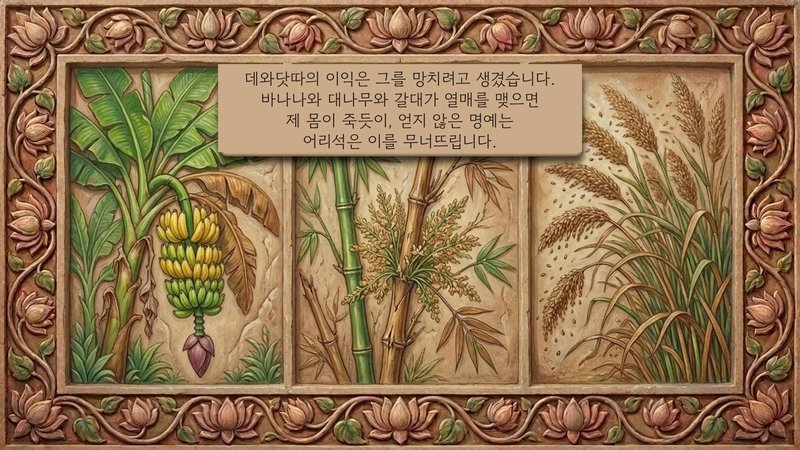 데와닷따의 이익은 그를 망치려고 생겼습니다.
바나나와 대나무와 갈대가 열매를 맺으면
제 몸이 죽듯이, 얻지 않은 명예는
어리석은 이를 무너뜨립니다.